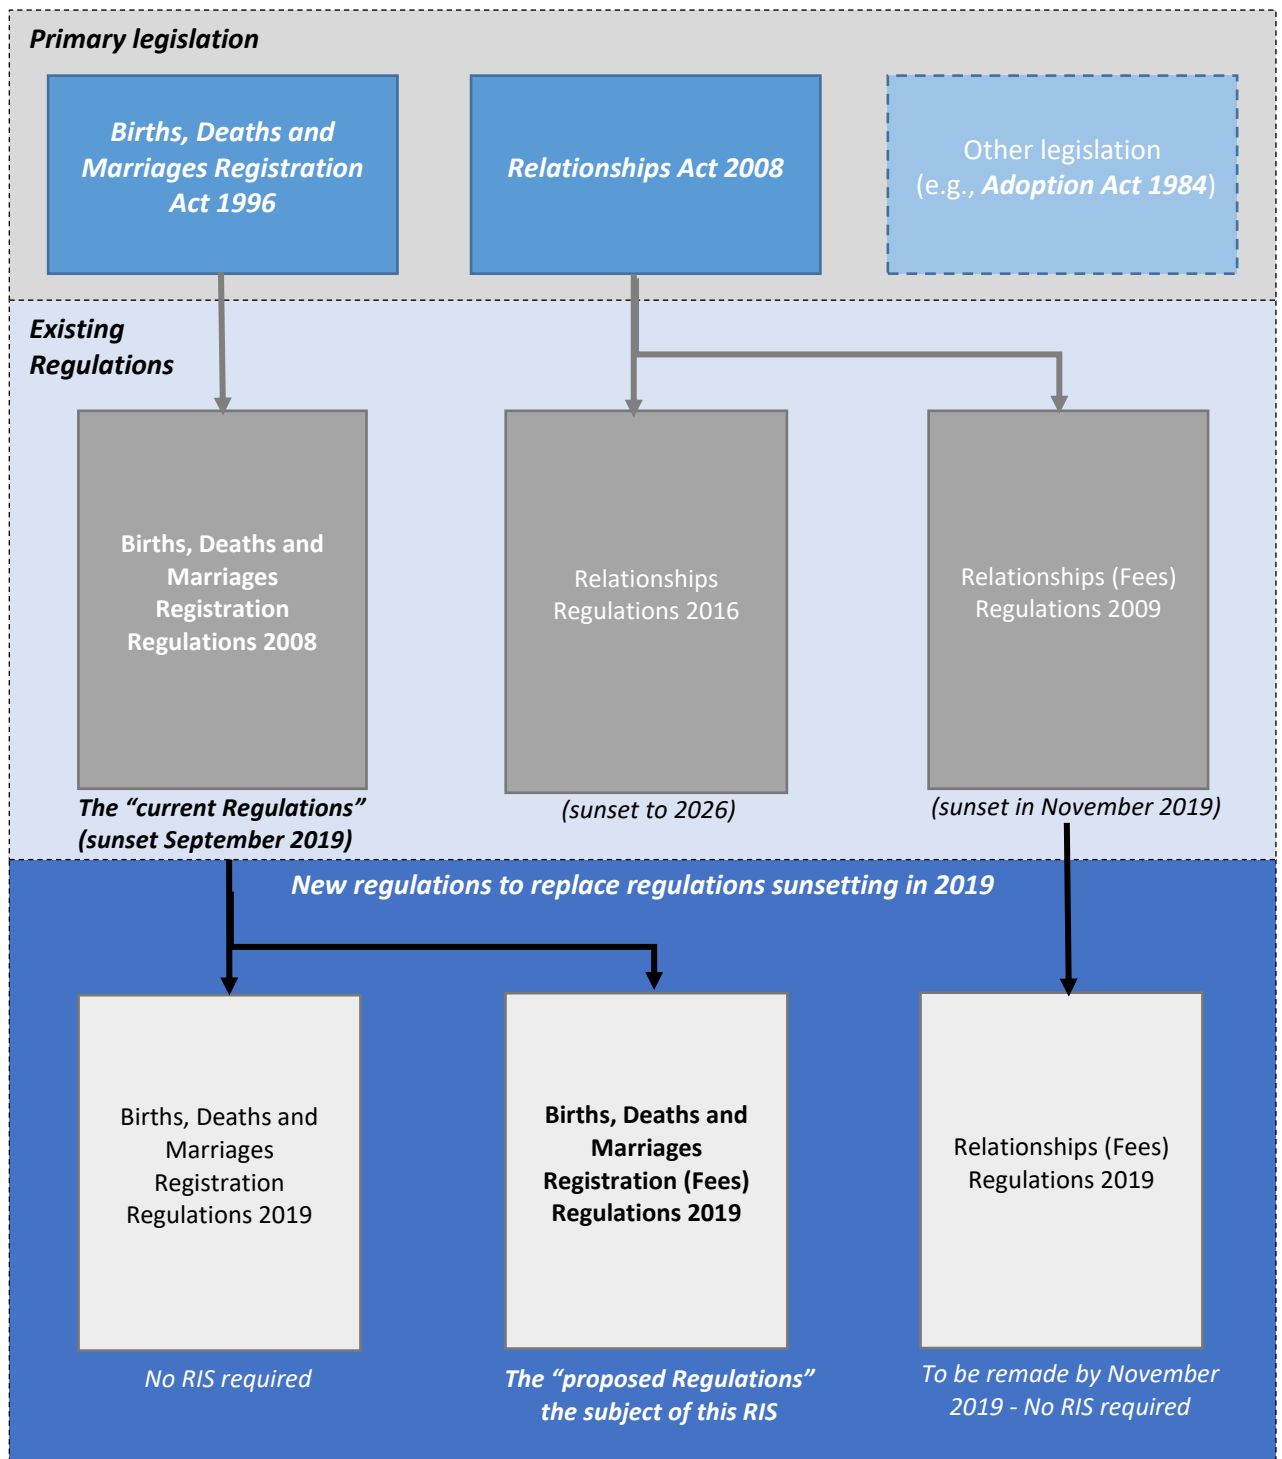 Primary legislation
Births, Deaths and
Marriages Registration
Act 1996
Relationships Act 2008
Other legislation
(e.g., Adoption Act 1984)
Existing
Regulations
Births, Deaths and
Marriages
Registration
Regulations 2008
Relationships
Regulations 2016
Relationships (Fees)
Regulations 2009
The “current Regulations”
(sunset September 2019)
(sunset to 2026)
(sunset in November 2019)
New regulations to replace regulations sunsetting in 2019
Births, Deaths and
Marriages
Registration
Regulations 2019
Births, Deaths and
Marriages
Registration (Fees)
Regulations 2019
Relationships (Fees)
Regulations 2019
No RIS required
The “proposed Regulations”
the subject of this RIS
To be remade by November
2019 - No RIS required